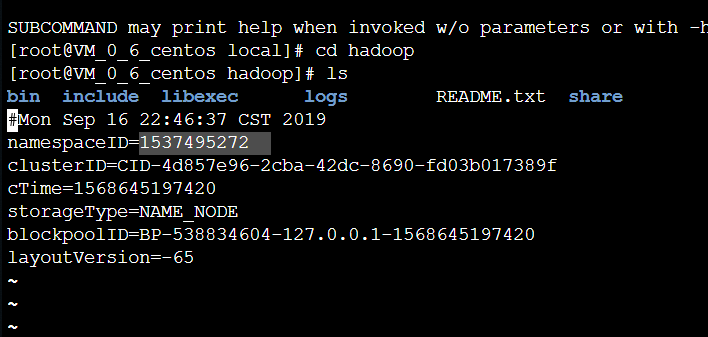 SUBCOMMAND may print help when invoked w/o parameters or with -h
[root@VM_0_6_centos local]# cd hadoop
[root@VM_0_6_centos hadoop]# ls
bin include libexec logs README.txt share
#Mon Sep 16 22:46:37 CST 2019
namespaceID=1537495272
clusterID=CID-4d857e96-2cba-42dc-8690-fd03b017389f
cTime=1568645197420
storageType=NAME_NODE
blockpoolID=BP-538834604-127.0.0.1-1568645197420
layoutVersion=-65
~
~
~